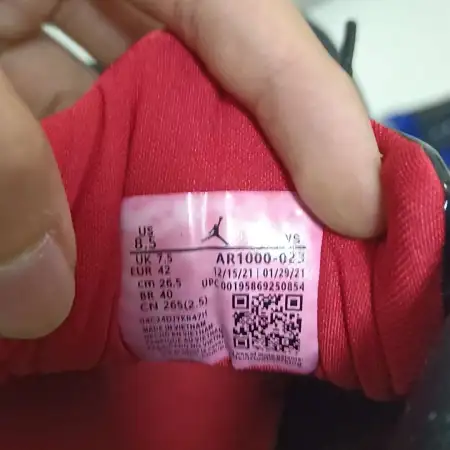 US
8.5
YS
UK 7.5
AR1000-023
EUR 42
12/15/21 | 01/29/21
cm 26.5
UPC 00195869250854
BR 40
CN 265(2.5)
MADE IN VIETNAM